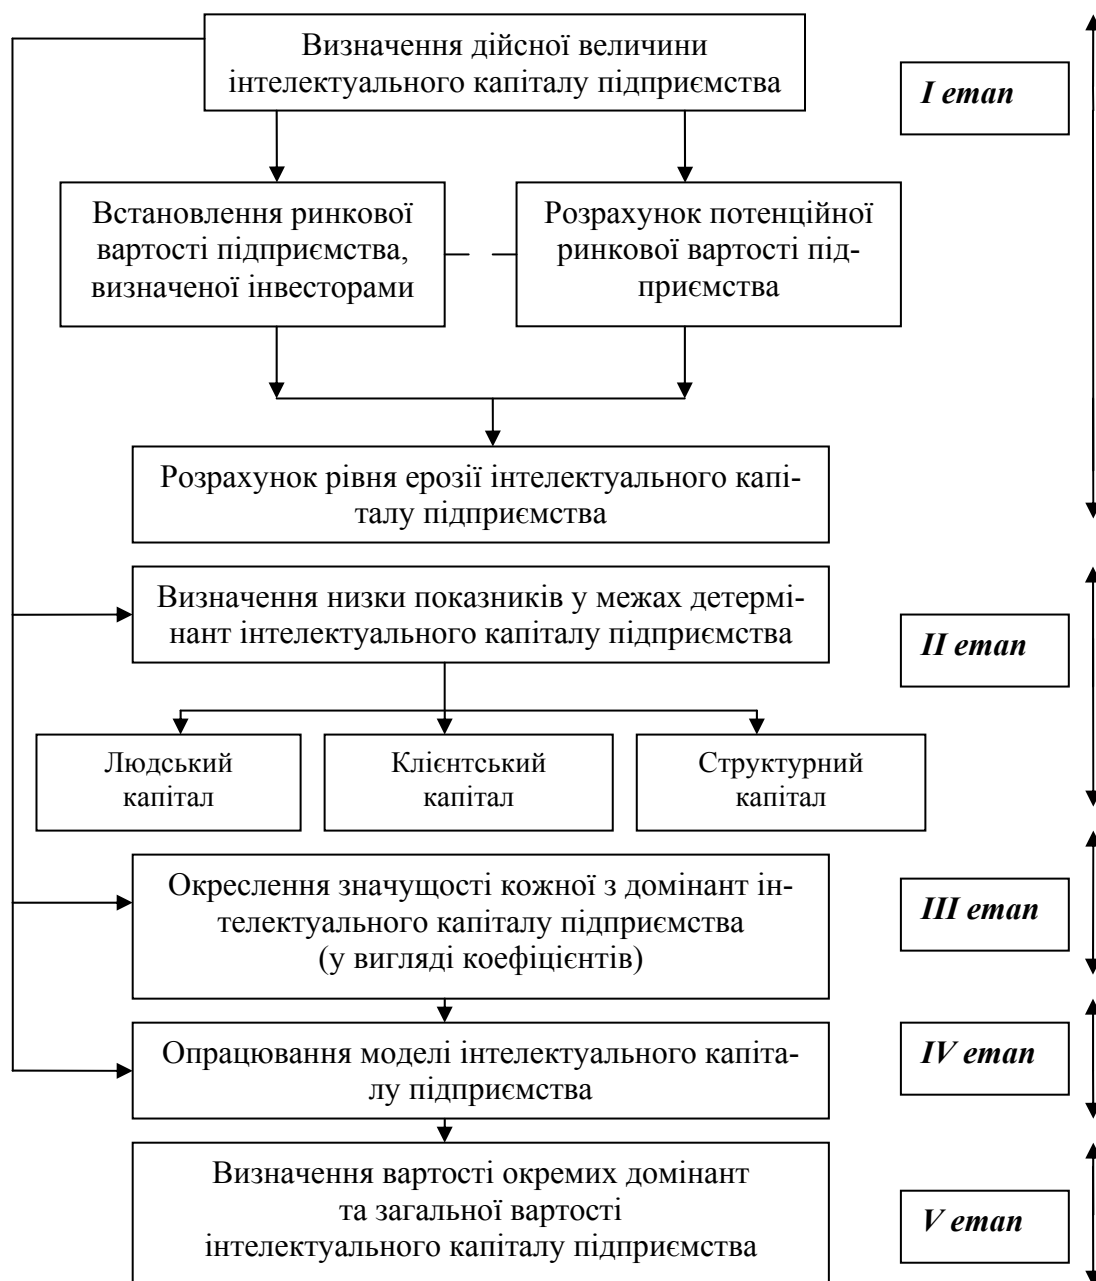 Визначення дійсної величини
інтелектуального капіталу підприємства
I етап
Встановлення ринкової
вартості підприємства,
визначеної інвесторами
Розрахунок потенційної
ринкової вартості під-
приємства
Розрахунок рівня ерозії інтелектуального капі-
талу підприємства
Визначення низки показників у межах детермі-
нант інтелектуального капіталу підприємства
II етап
Людський
капітал
Клієнтський
капітал
Структурний
капітал
Окреслення значущості кожної з домінант ін-
телектуального капіталу підприємства
(у вигляді коефіцієнтів)
III етап
Опрацювання моделі інтелектуального капіта-
лу підприємства
IV етап
Визначення вартості окремих домінант
та загальної вартості
інтелектуального капіталу підприємства
V етап